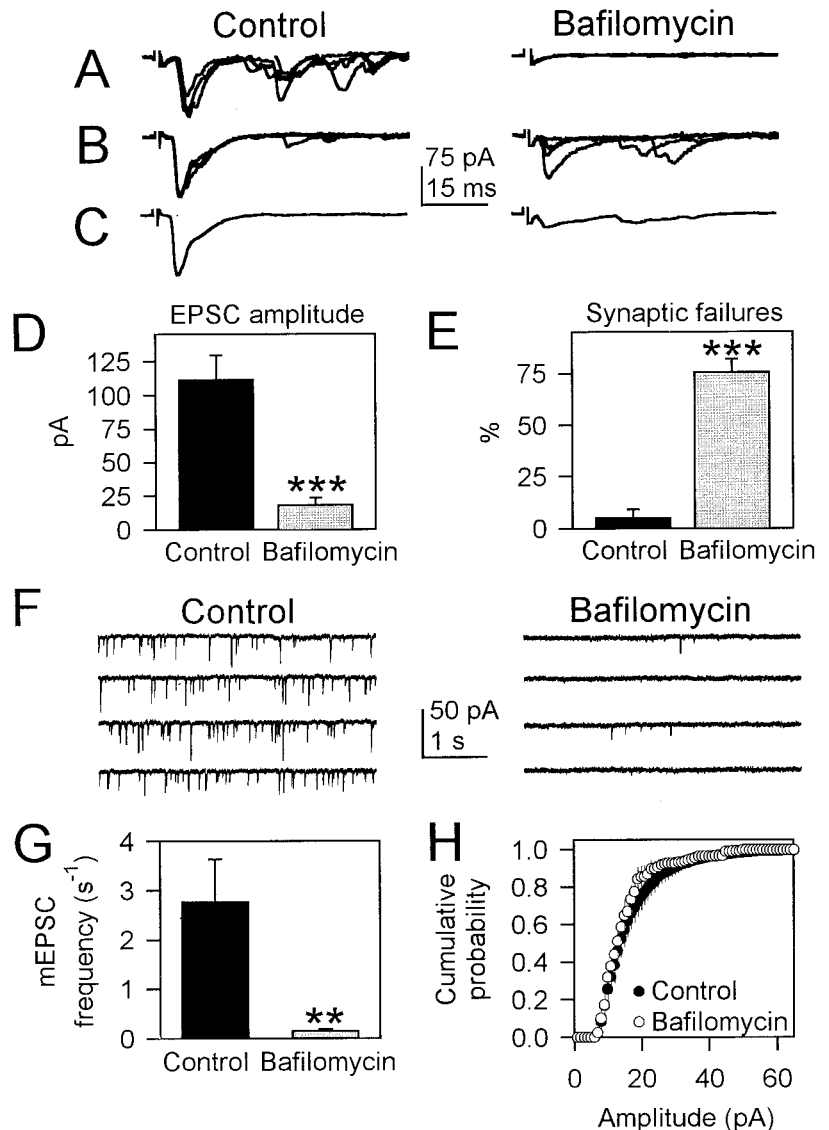 Control
Bafilomycin
A
B
75 pA
15 ms
C
D
EPSC amplitude
125
100
75
50
25
0
pA
***
Control
Bafilomycin
E
Synaptic failures
75
50
25
0
%
***
Control
Bafilomycin
F
Control
Bafilomycin
50 pA
1 s
G
4
3
2
1
0
mEPSC
frequency (s⁻¹)
**
Control
Bafilomycin
H
1.0
0.8
0.6
0.4
0.2
0.0
Cumulative
probability
Control
Bafilomycin
0
20
40
60
Amplitude (pA)